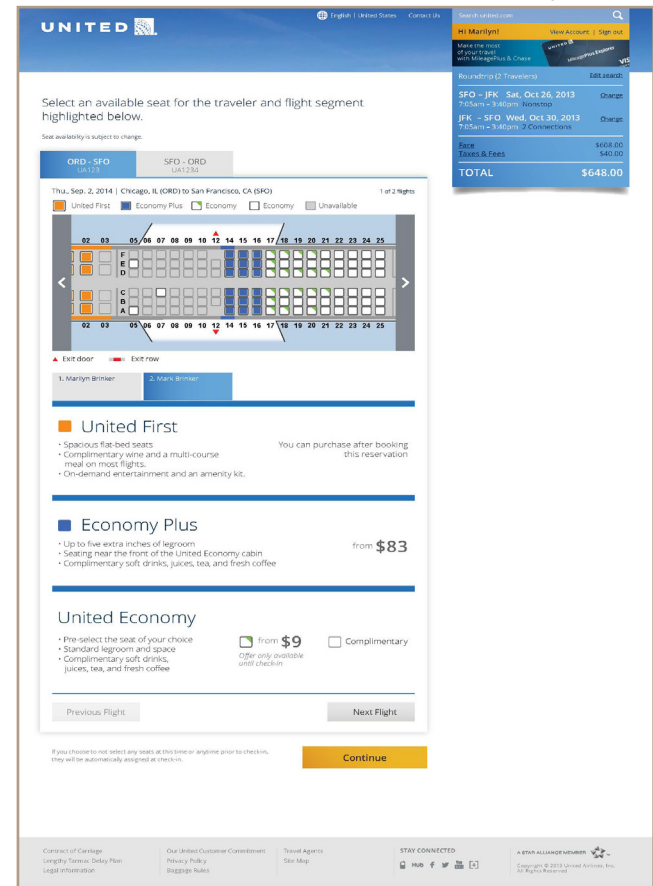 UNITED
English | United States Contact Us
Search united.com
Hi Marilyn! View Account | Sign out
Make the most
of your travel
with MileagePlus & Chase
UNITED
MileagePlus Explorer
VIS
Roundtrip (2 Travelers) Edit search
SFO – JFK Sat, Oct 26, 2013 Change
7:05am – 9:40pm Nonstop
JFK – SFO Wed, Oct 30, 2013 Change
7:05am – 3:40pm 2 Connections
Fare $608.00
Taxes & Fees $40.00
TOTAL $648.00
Select an available seat for the traveler and flight segment
highlighted below.
Seat availability is subject to change.
ORD - SFO
UA123
SFO - ORD
UA1234
Thu., Sep. 2, 2014 | Chicago, IL (ORD) to San Francisco, CA (SFO) 1 of 2 flights
United First Economy Plus Economy Economy Unavailable
02 03 05 06 07 08 09 10 12 14 15 16 17 18 19 20 21 22 23 24 25
F
E
D
C
B
A
02 03 05 06 07 08 09 10 12 14 15 16 17 18 19 20 21 22 23 24 25
Exit door Exit row
1. Marilyn Brinker
2. Mark Brinker
United First
• Spacious flat-bed seats
• Complimentary wine and a multi-course
meal on most flights.
• On-demand entertainment and an amenity kit.
You can purchase after booking
this reservation
Economy Plus
• Up to five extra inches of legroom
• Seating near the front of the United Economy cabin
• Complimentary soft drinks, juices, tea, and fresh coffee
from $83
United Economy
• Pre-select the seat of your choice
• Standard legroom and space
• Complimentary soft drinks,
juices, tea, and fresh coffee
from $9
Offer only available
until check-in
Complimentary
Previous Flight
Next Flight
If you choose to not select any seats at this time or anytime prior to check-in,
they will be automatically assigned at check-in.
Continue
Contract of Carriage
Lengthy Tarmac Delay Plan
Legal Information
Our United Customer Commitment
Privacy Policy
Baggage Rules
Travel Agents
Site Map
STAY CONNECTED
HUB
A STAR ALLIANCE MEMBER
Copyright © 2013 United Airlines, Inc.
All Rights Reserved